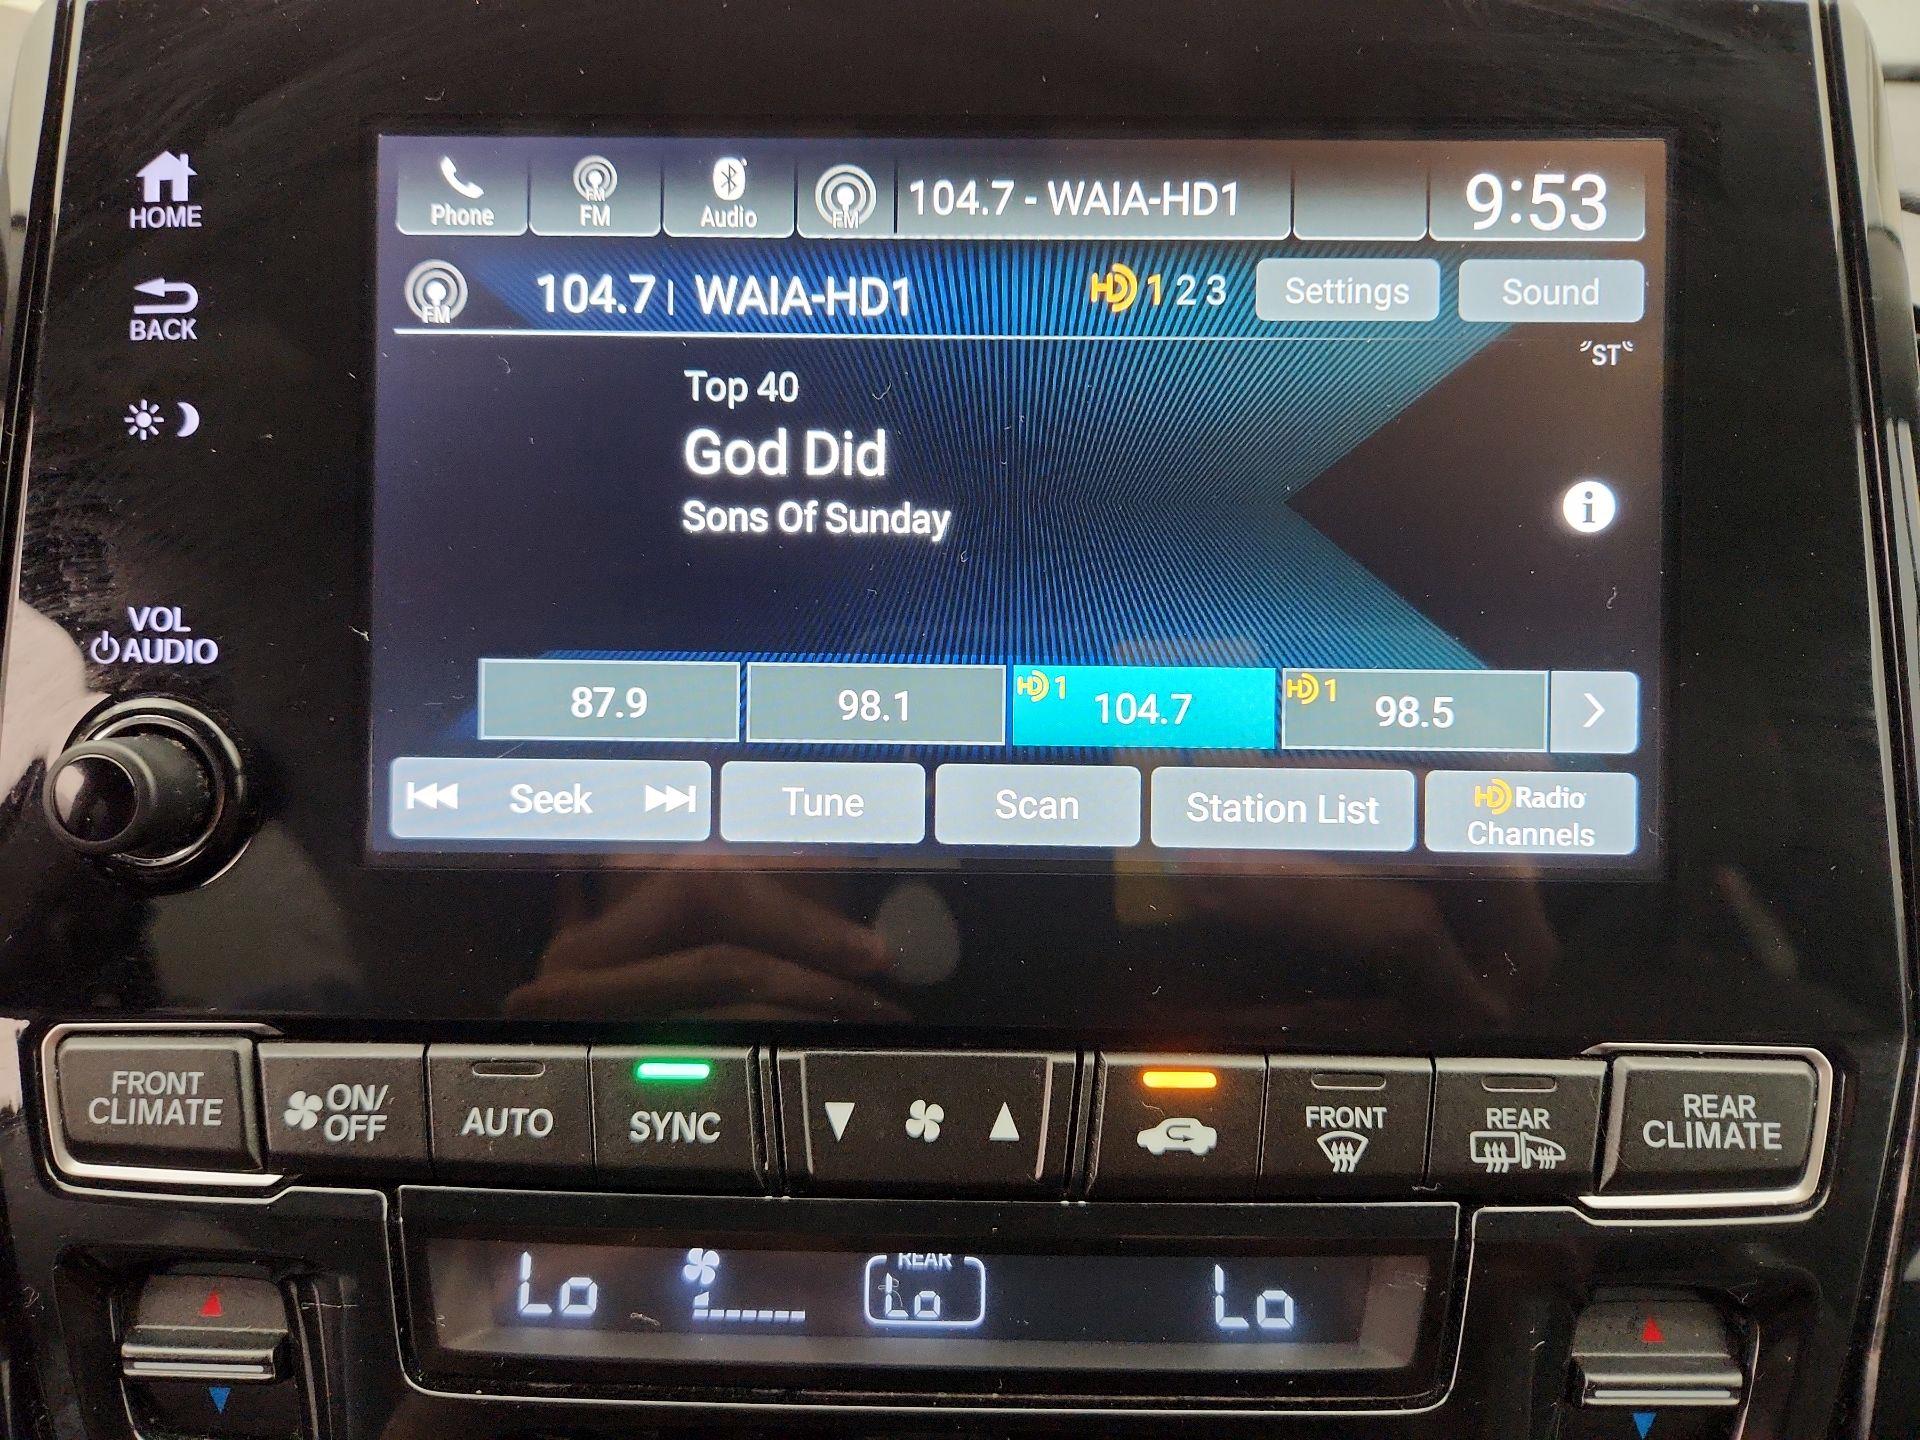 HOME
BACK
VOL
AUDIO
Phone
FM
FM
Audio
FM
104.7 - WAIA-HD1
9:53
FM
104.7 | WAIA-HD1
HD 1 2 3
Settings
Sound
ST
Top 40
God Did
Sons Of Sunday
i
87.9
98.1
HD 1 104.7
HD 1 98.5
Seek
Tune
Scan
Station List
HD Radio
Channels
FRONT
CLIMATE
ON/
OFF
AUTO
SYNC
FRONT
REAR
REAR
CLIMATE
Lo
REAR
Lo
Lo